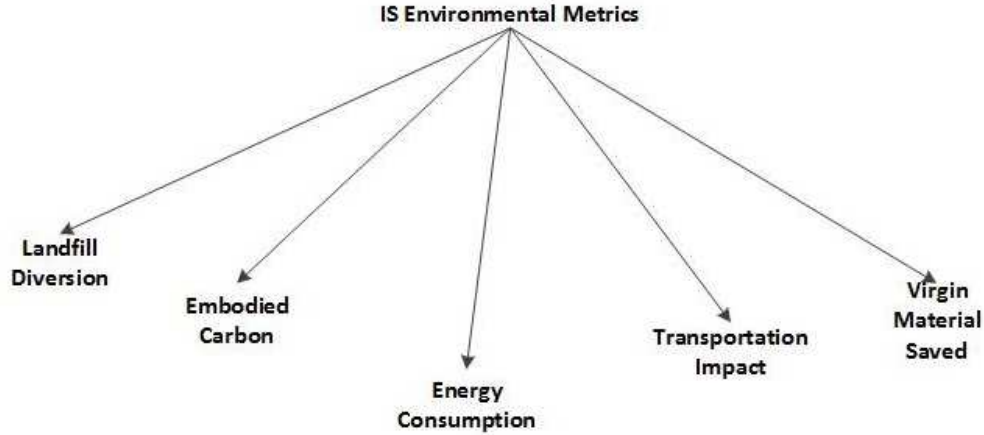 IS Environmental Metrics
Landfill
Diversion
Embodied
Carbon
Energy
Consumption
Transportation
Impact
Virgin
Material
Saved